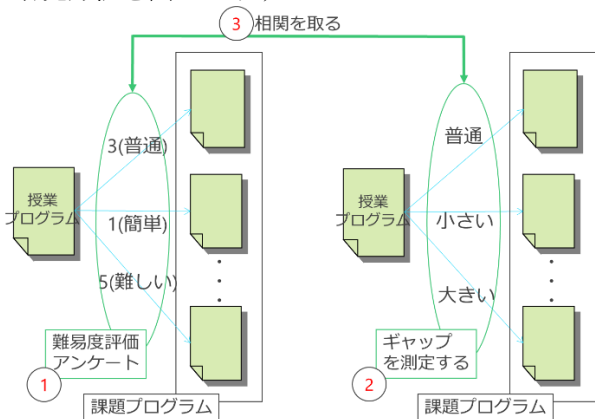 3 相関を取る
授業
プログラム
3(普通)
1(簡単)
5(難しい)
難易度評価
アンケート
1
課題プログラム
授業
プログラム
普通
小さい
大きい
ギャップ
を測定する
2
課題プログラム